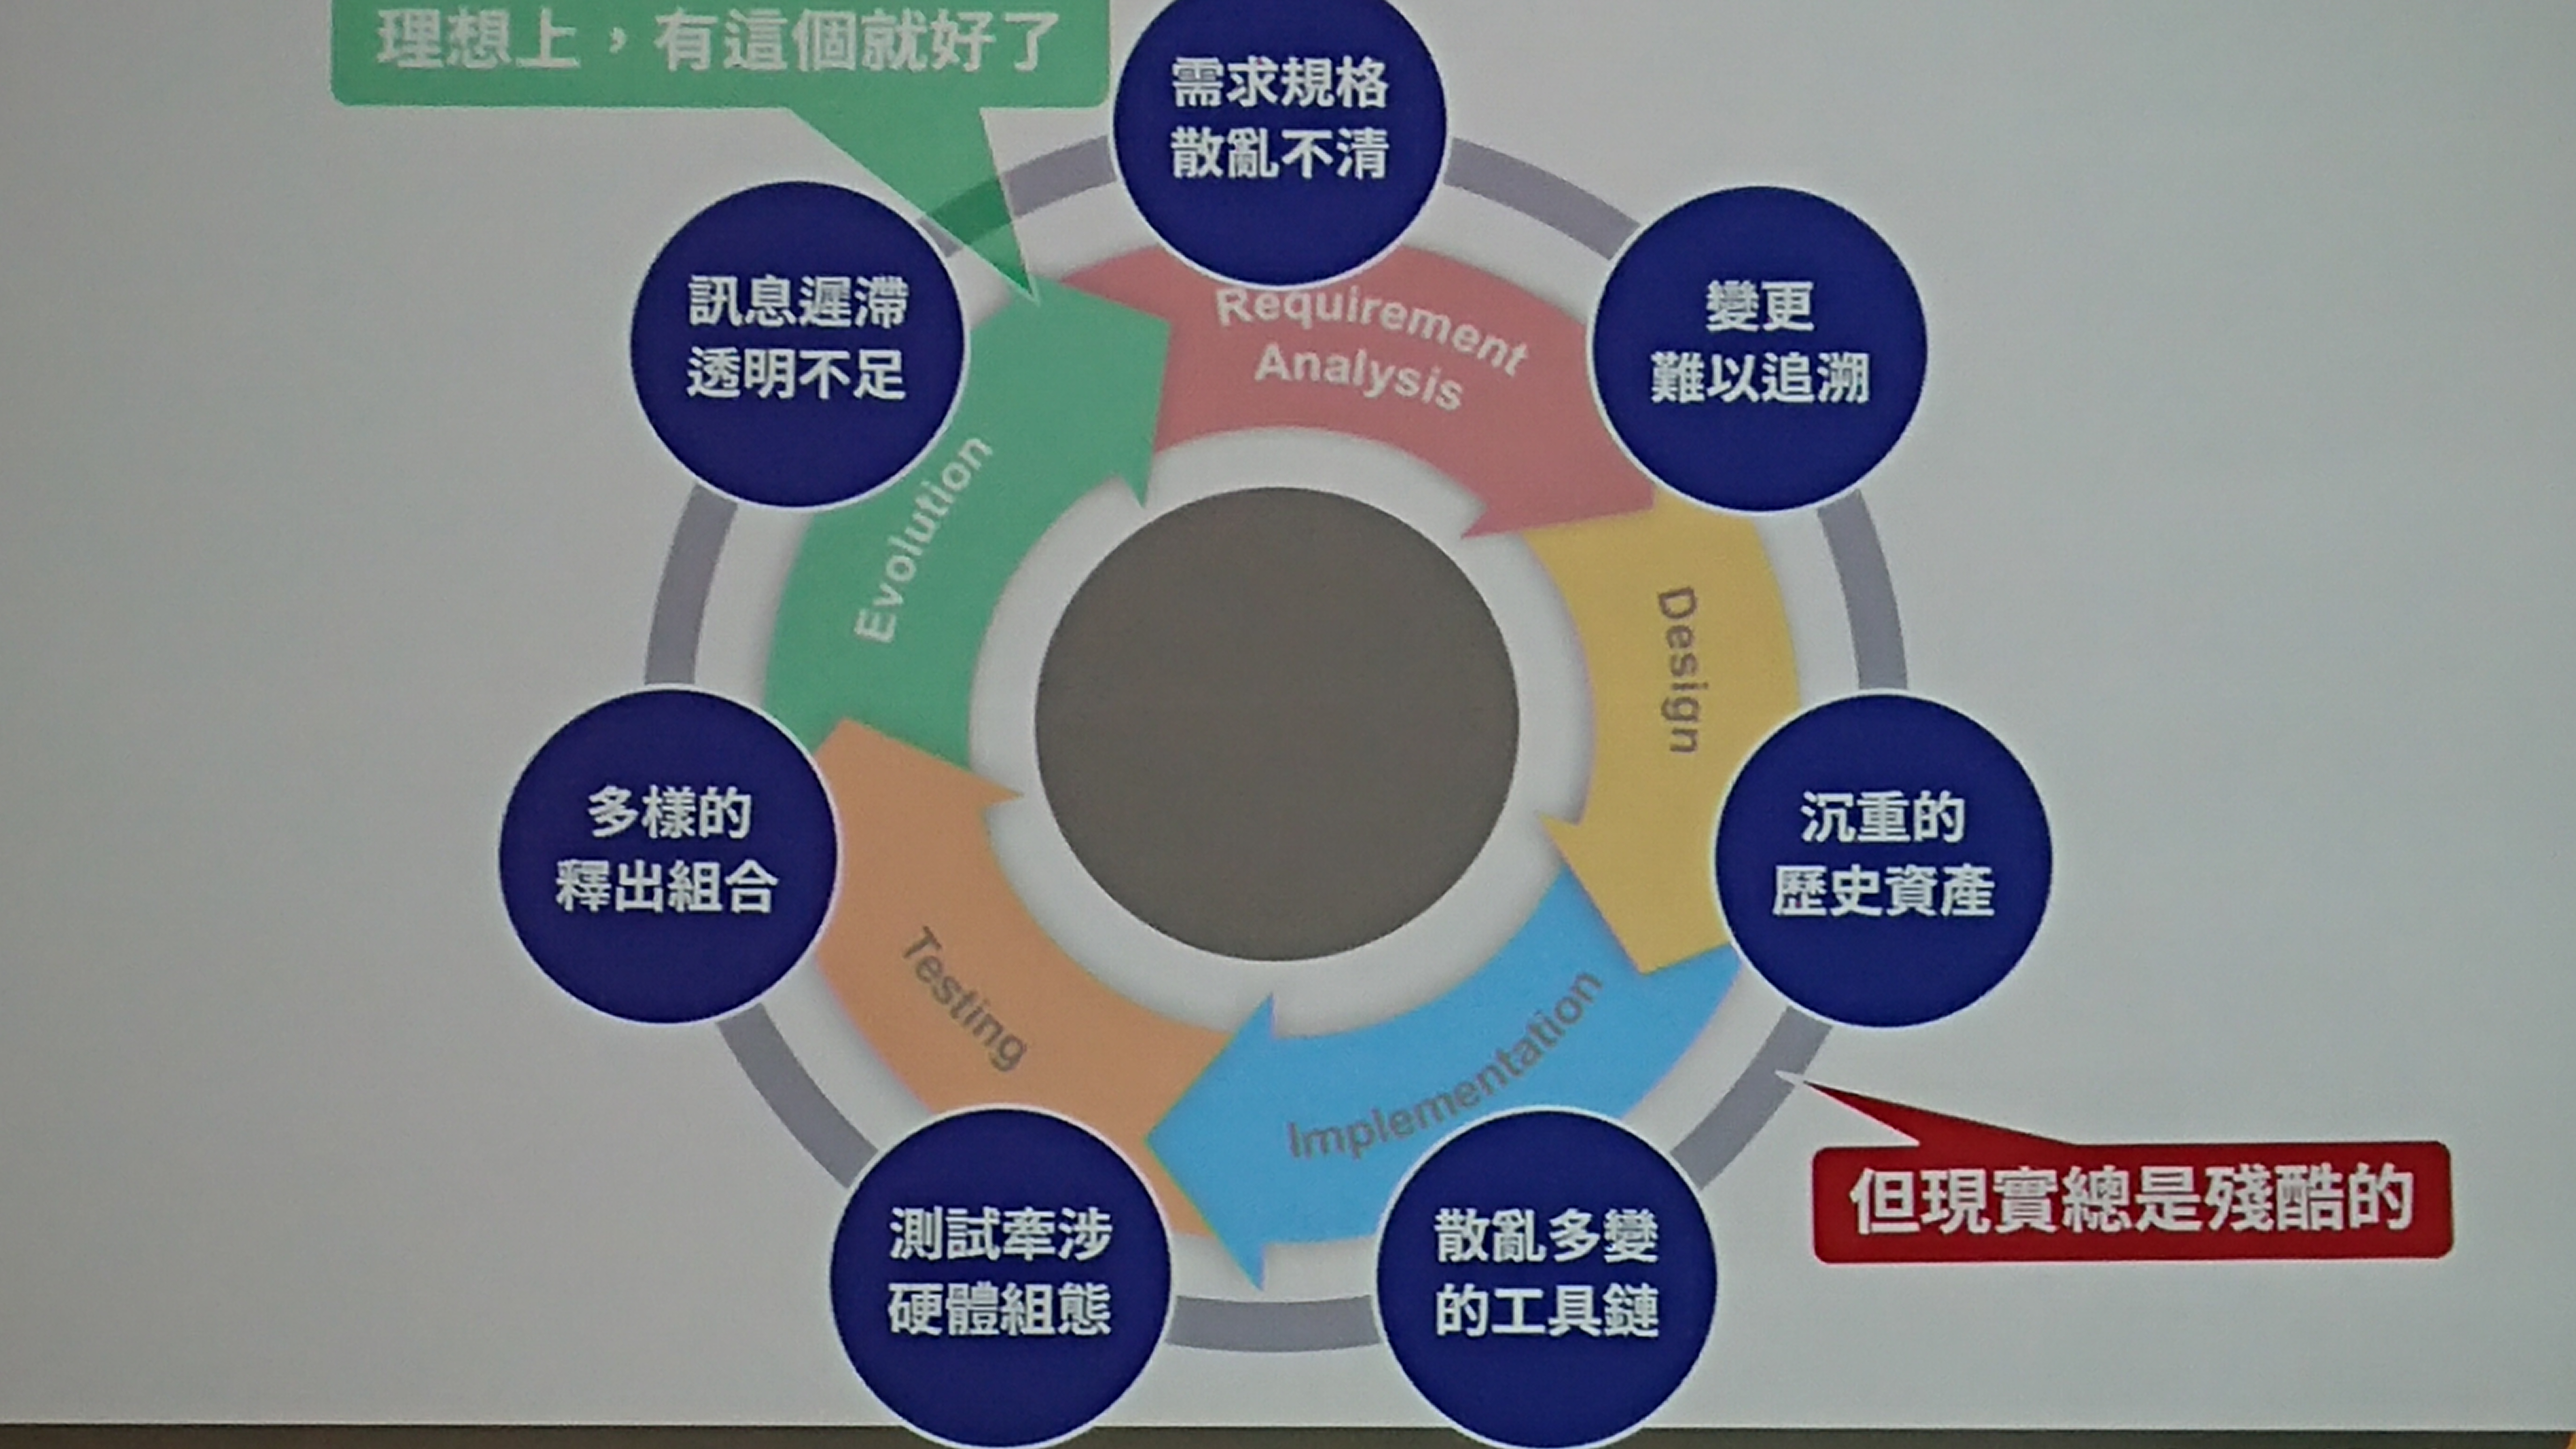 理想上，有這個就好了
需求規格
散亂不清
變更
難以追溯
沉重的
歷史資產
散亂多變
的工具鏈
測試牽涉
硬體組態
多樣的
釋出組合
訊息遲滯
透明不足
Requirement
Analysis
Design
Implementation
Testing
Evolution
但現實總是殘酷的